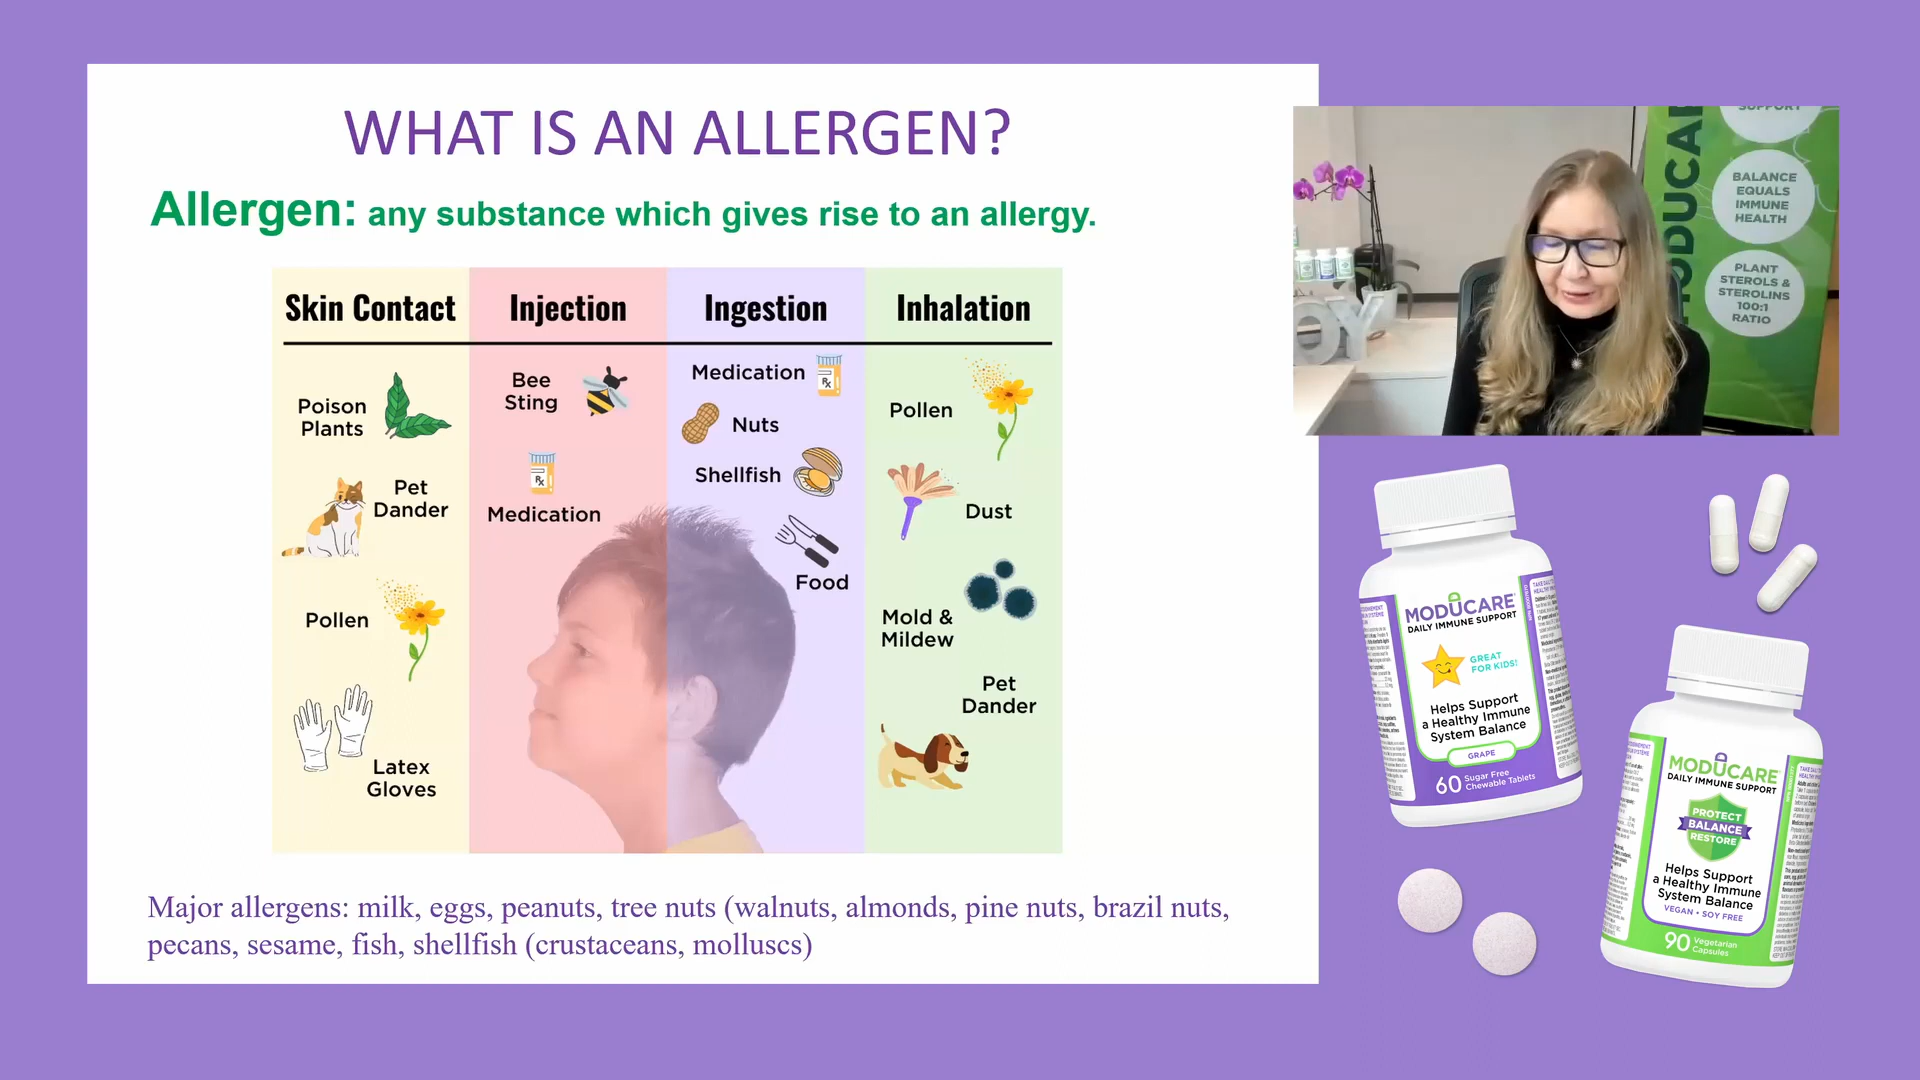 WHAT IS AN ALLERGEN?
Allergen: any substance which gives rise to an allergy.
Skin Contact
Poison
Plants
Pet
Dander
Pollen
Latex
Gloves
Injection
Bee
Sting
Medication
Ingestion
Medication
Rx
Nuts
Shellfish
Food
Inhalation
Pollen
Dust
Mold &
Mildew
Pet
Dander
Major allergens: milk, eggs, peanuts, tree nuts (walnuts, almonds, pine nuts, brazil nuts,
pecans, sesame, fish, shellfish (crustaceans, molluscs)
SUPPORT
BALANCE
EQUALS
IMMUNE
HEALTH
PLANT
STEROLS &
STEROLINS
100:1
RATIO
MODUCARE
DAILY IMMUNE SUPPORT
GREAT
FOR KIDS!
Helps Support
a Healthy Immune
System Balance
GRAPE
60 Sugar Free
Chewable Tablets
MODUCARE
DAILY IMMUNE SUPPORT
PROTECT
BALANCE
RESTORE
Helps Support
a Healthy Immune
System Balance
VEGAN • SOY FREE
90 Vegetarian
Capsules